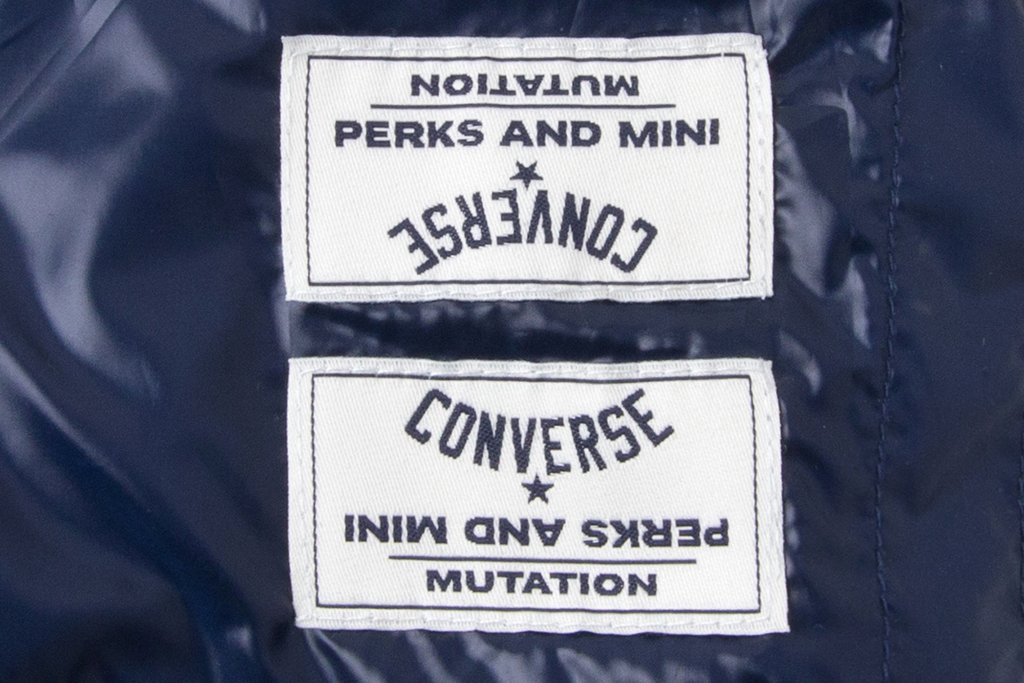 MUTATION
PERKS AND MINI
CONVERSE
CONVERSE
PERKS AND MINI
MUTATION